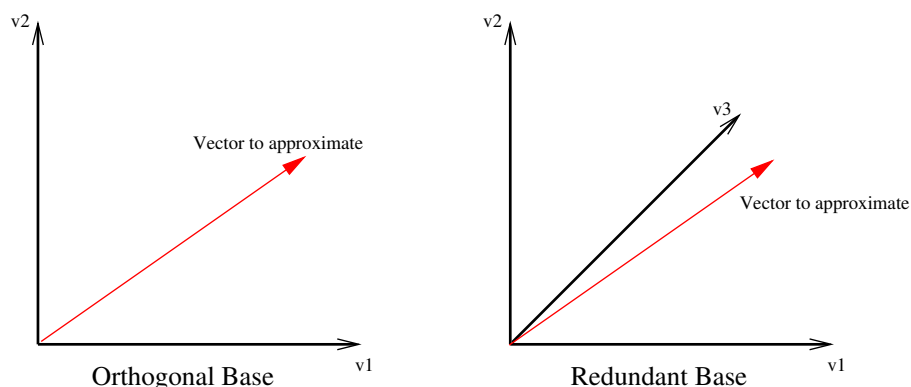 v2
Vector to approximate
v1
Orthogonal Base
v2
v3
Vector to approximate
v1
Redundant Base